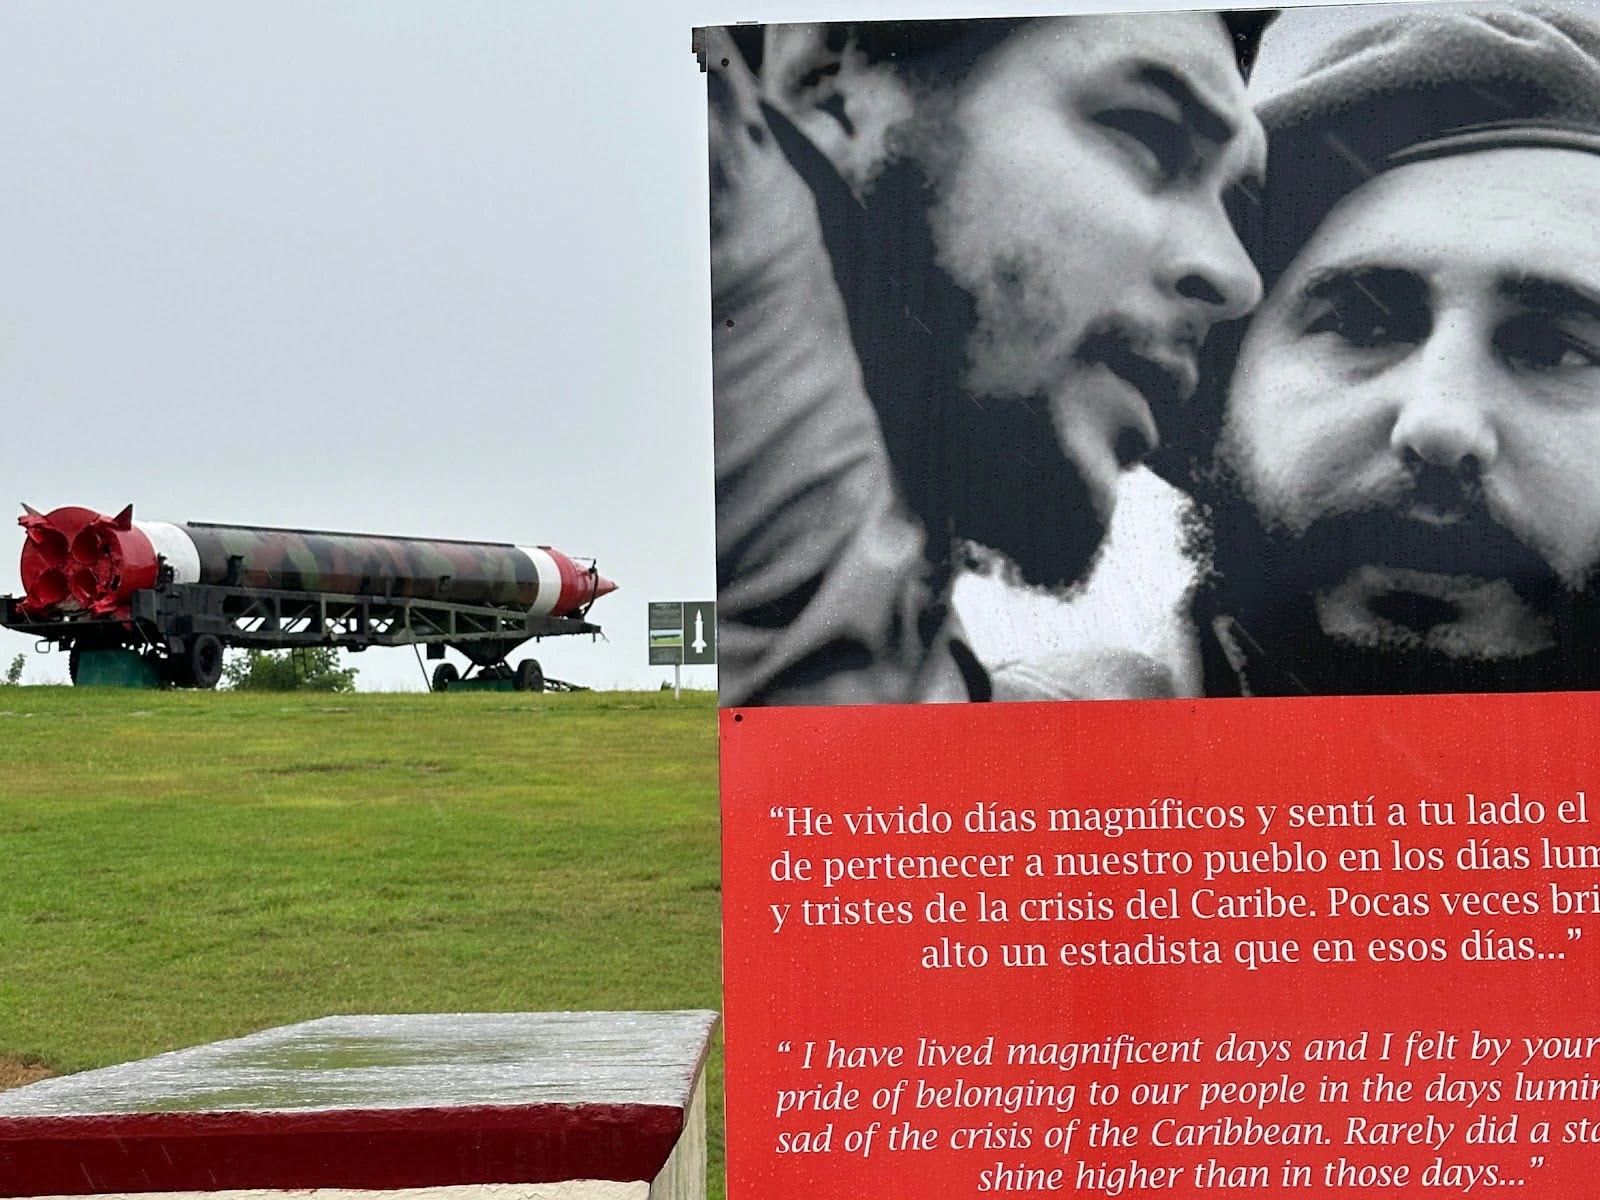 “He vivido días magníficos y sentí a tu lado el
de pertenecer a nuestro pueblo en los días lum
y tristes de la crisis del Caribe. Pocas veces bri
alto un estadista que en esos días...”
“ I have lived magnificent days and I felt by your
pride of belonging to our people in the days lumin
sad of the crisis of the Caribbean. Rarely did a sta
shine higher than in those days...”